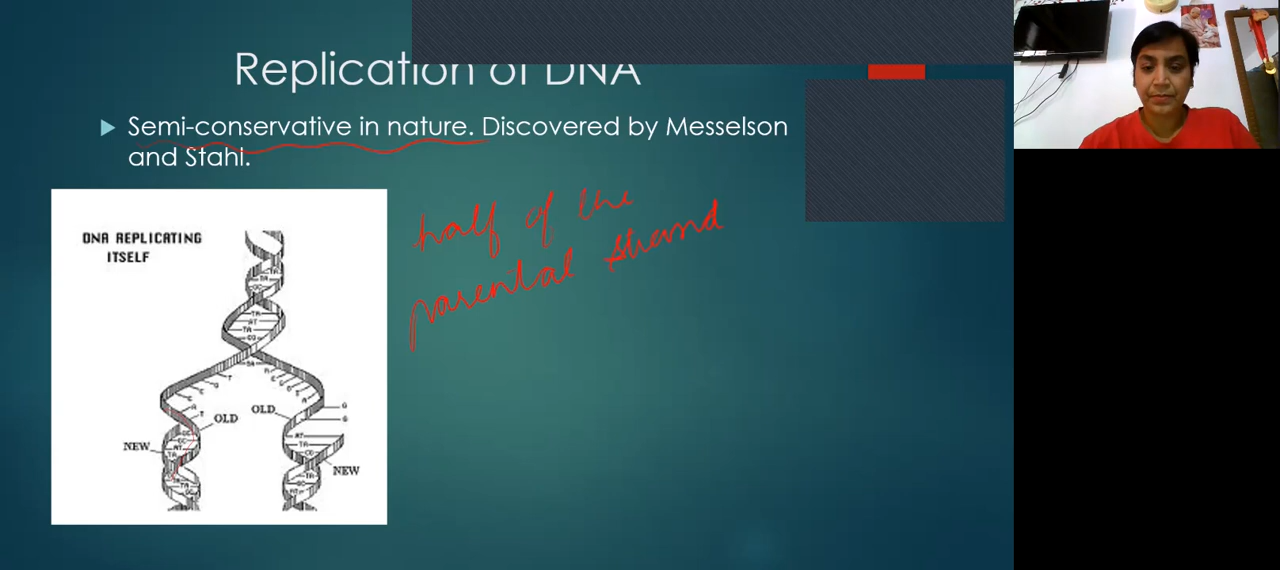 Replication of DNA
Semi-conservative in nature. Discovered by Messelson
and Stahl.
half of the
parental strand
DNA REPLICATING
ITSELF
OLD
OLD
NEW
NEW